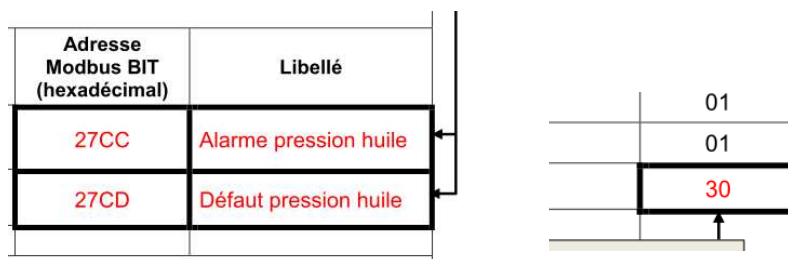 Adresse
Modbus BIT
(hexadécimal)
Libellé
27CC
Alarme pression huile
27CD
Défaut pression huile
01
01
30